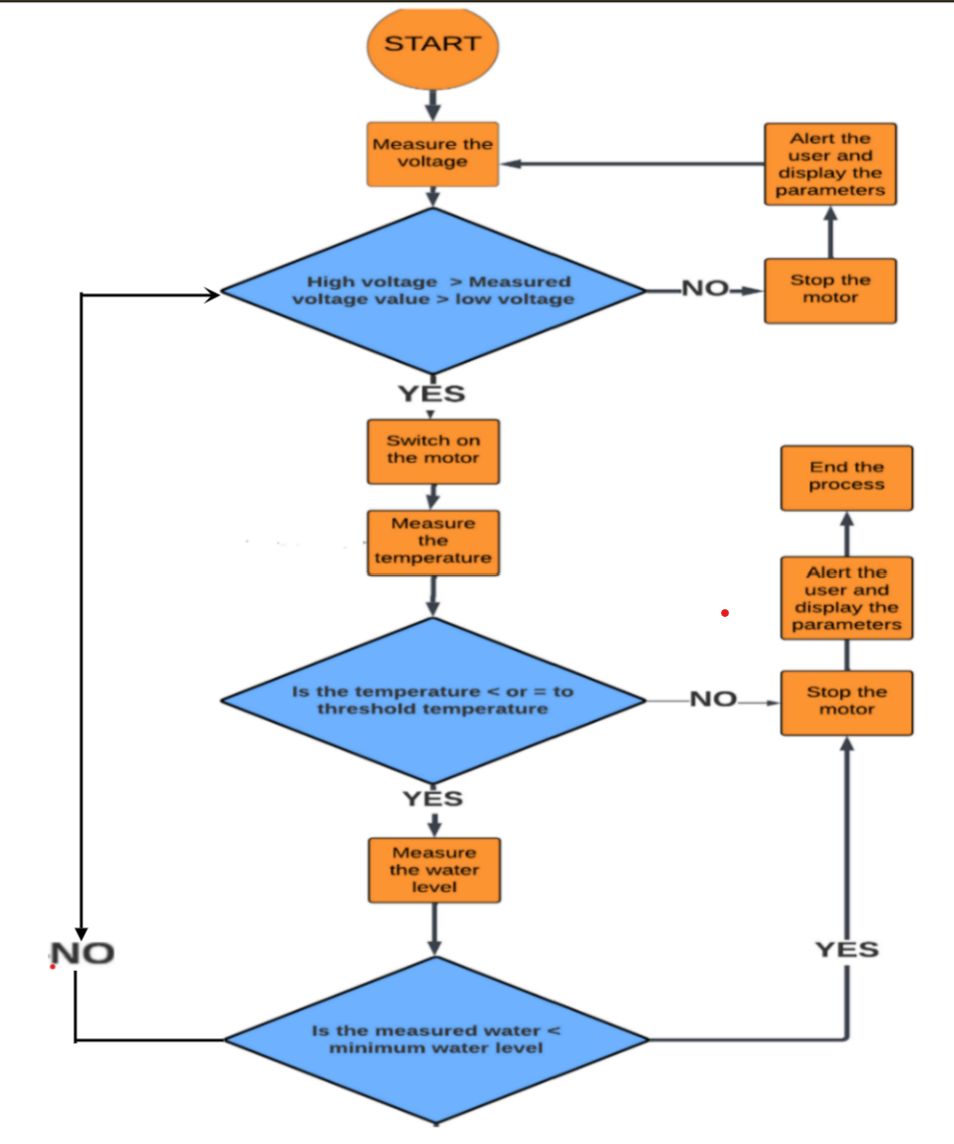 START
Measure the
voltage
Alert the
user and
display the
parameters
High voltage > Measured
voltage value > low voltage
NO
Stop the
motor
YES
Switch on
the motor
End the
process
Measure
the
temperature
Alert the
user and
display the
parameters
Is the temperature < or = to
threshold temperature
NO
Stop the
motor
YES
Measure
the water
level
NO
YES
Is the measured water <
minimum water level